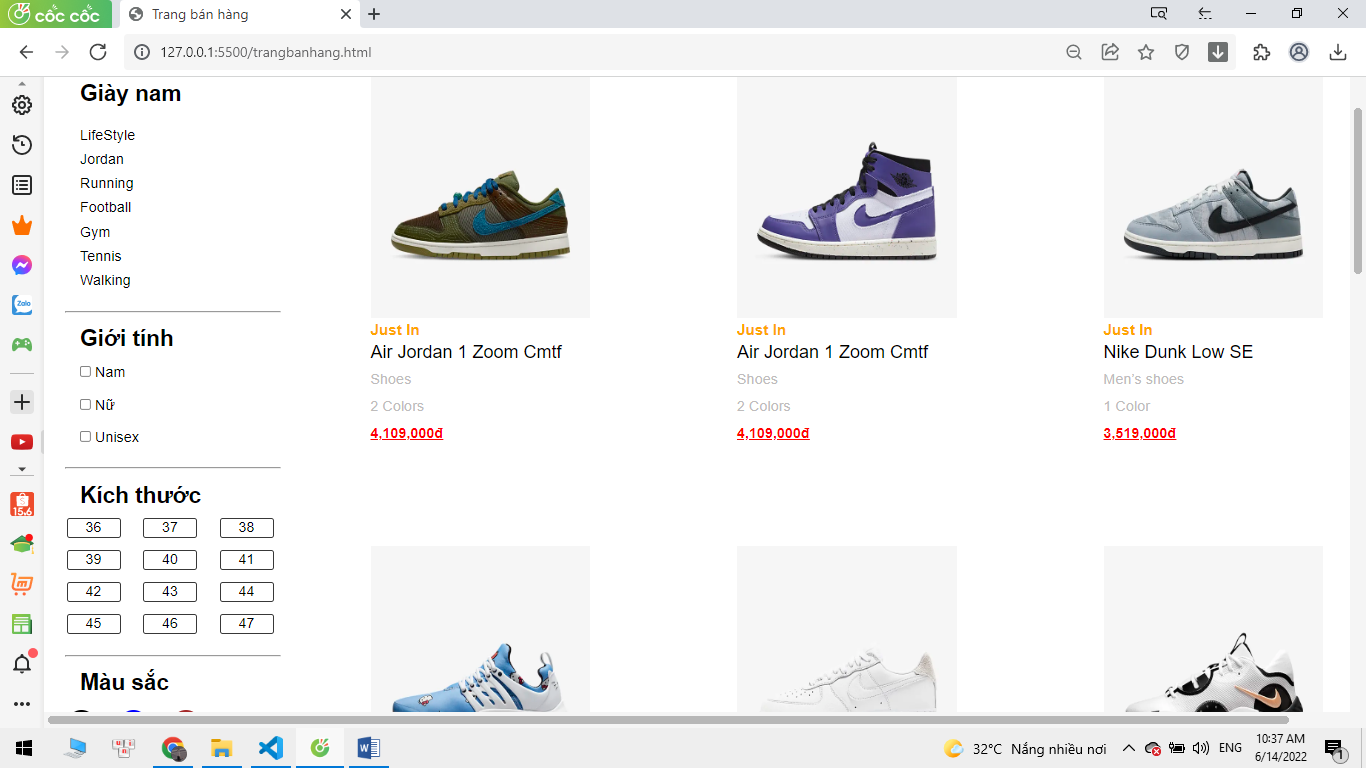 cốc cốc
Trang bán hàng
127.0.0.1:5500/trangbanhang.html
Giày nam
LifeStyle
Jordan
Running
Football
Gym
Tennis
Walking
Giới tính
Nam
Nữ
Unisex
Kích thước
36 37 38
39 40 41
42 43 44
45 46 47
Màu sắc
Just In
Air Jordan 1 Zoom Cmtf
Shoes
2 Colors
4,109,000đ
Just In
Air Jordan 1 Zoom Cmtf
Shoes
2 Colors
4,109,000đ
Just In
Nike Dunk Low SE
Men's shoes
1 Color
3,519,000đ
Zalo
15.6
32°C Nắng nhiều nơi
ENG
10:37 AM
6/14/2022
1